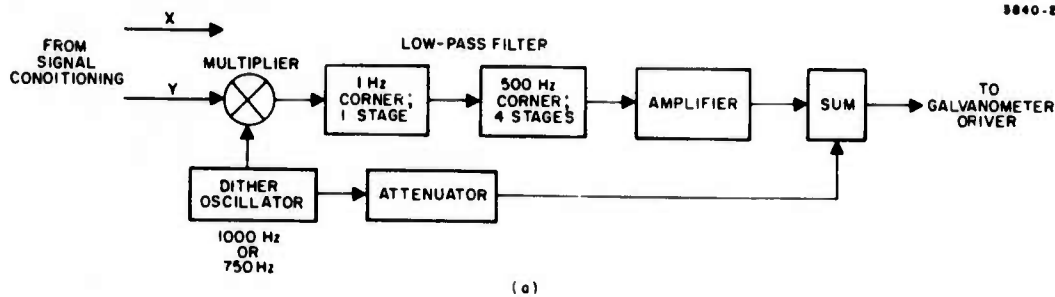 3840-2
X
FROM
SIGNAL
CONDITIONING
Y
MULTIPLIER
LOW-PASS FILTER
1 Hz
CORNER;
1 STAGE
500 Hz
CORNER;
4 STAGES
AMPLIFIER
SUM
TO
GALVANOMETER
DRIVER
DITHER
OSCILLATOR
ATTENUATOR
1000 Hz
OR
750 Hz
(a)